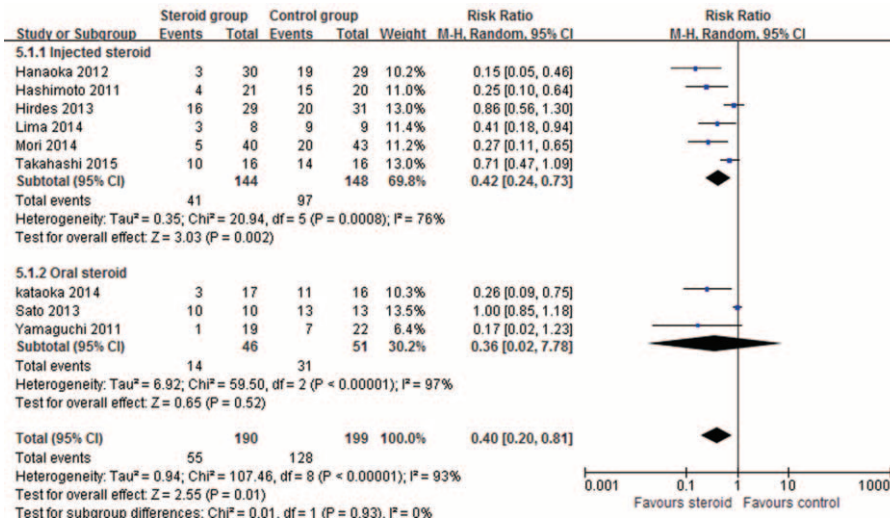 Steroid group Control group Risk Ratio Risk Ratio
Study or Subgroup Events Total Events Total Weight M-H, Random, 95% CI M-H, Random, 95% CI
5.1.1 Injected steroid
Hanaoka 2012 3 30 19 29 10.2% 0.15 [0.05, 0.46]
Hashimoto 2011 4 21 15 20 11.0% 0.25 [0.10, 0.64]
Hirdes 2013 16 29 20 31 13.0% 0.86 [0.56, 1.30]
Lima 2014 3 8 9 9 11.4% 0.41 [0.18, 0.94]
Mori 2014 5 40 20 43 11.1% 0.27 [0.11, 0.65]
Takahashi 2015 10 16 14 16 13.0% 0.71 [0.47, 1.09]
Subtotal (95% CI) 144 148 69.8% 0.42 [0.24, 0.73]
Total events 41 97
Heterogeneity: Tau² = 0.35; Chi² = 20.94, df = 5 (P = 0.0008); I² = 76%
Test for overall effect: Z = 3.03 (P = 0.002)
5.1.2 Oral steroid
kataoka 2014 3 17 11 16 10.3% 0.26 [0.09, 0.75]
Sato 2013 10 10 13 13 13.5% 1.00 [0.85, 1.18]
Yamaguchi 2011 1 19 7 22 6.4% 0.17 [0.02, 1.23]
Subtotal (95% CI) 46 51 30.2% 0.36 [0.02, 7.78]
Total events 14 31
Heterogeneity: Tau² = 6.92; Chi² = 59.50, df = 2 (P < 0.00001); I² = 97%
Test for overall effect: Z = 0.65 (P = 0.52)
Total (95% CI) 190 199 100.0% 0.40 [0.20, 0.81]
Total events 55 128
Heterogeneity: Tau² = 0.94; Chi² = 107.46, df = 8 (P < 0.00001); I² = 93%
Test for overall effect: Z = 2.55 (P = 0.01)
Test for subgroup differences: Chi² = 0.01, df = 1 (P = 0.93), I² = 0%
0.001 0.1 1 10 1000
Favours steroid Favours control